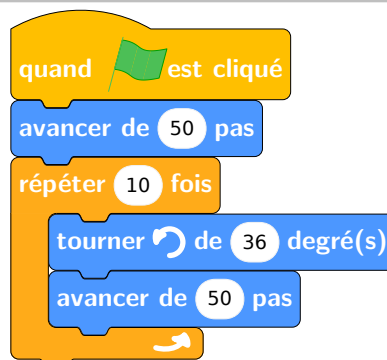 quand est cliqué
avancer de 50 pas
répéter 10 fois
tourner de 36 degré(s)
avancer de 50 pas